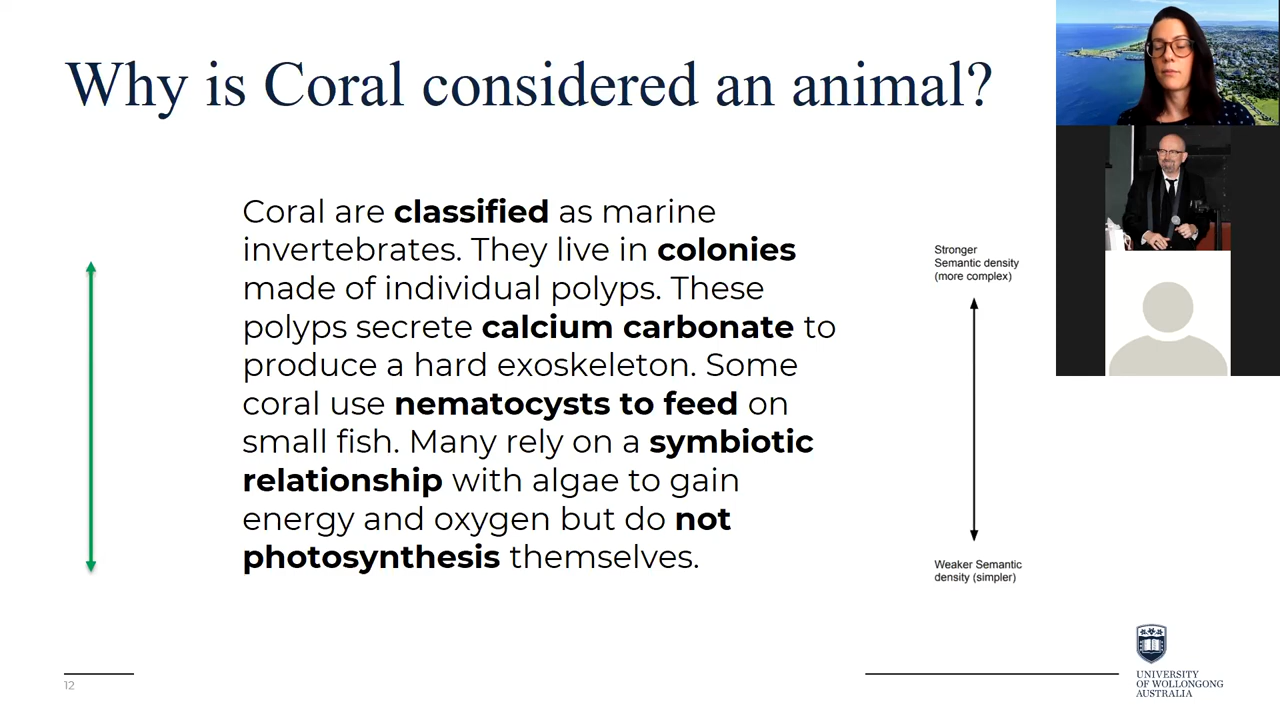 Why is Coral considered an animal?
Coral are classified as marine
invertebrates. They live in colonies
made of individual polyps. These
polyps secrete calcium carbonate to
produce a hard exoskeleton. Some
coral use nematocysts to feed on
small fish. Many rely on a symbiotic
relationship with algae to gain
energy and oxygen but do not
photosynthesis themselves.
Stronger
Semantic density
(more complex)
Weaker Semantic
density (simpler)
12
UNIVERSITY
OF WOLLONGONG
AUSTRALIA